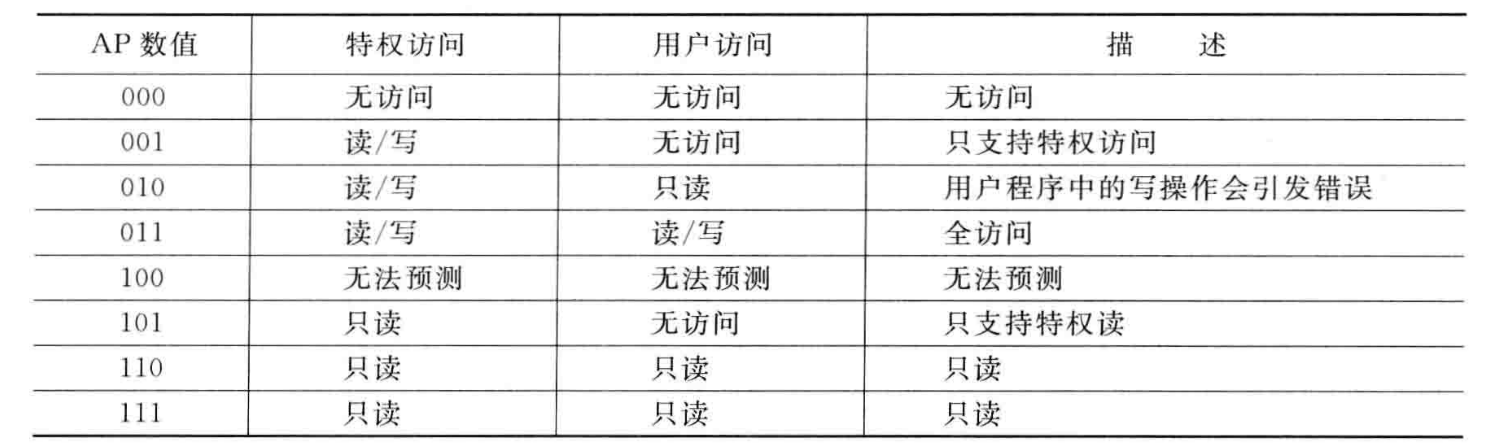 AP 数值 特权访问 用户访问 描 述
000 无访问 无访问 无访问
001 读/写 无访问 只支持特权访问
010 读/写 只读 用户程序中的写操作会引发错误
011 读/写 读/写 全访问
100 无法预测 无法预测 无法预测
101 只读 无访问 只支持特权读
110 只读 只读 只读
111 只读 只读 只读